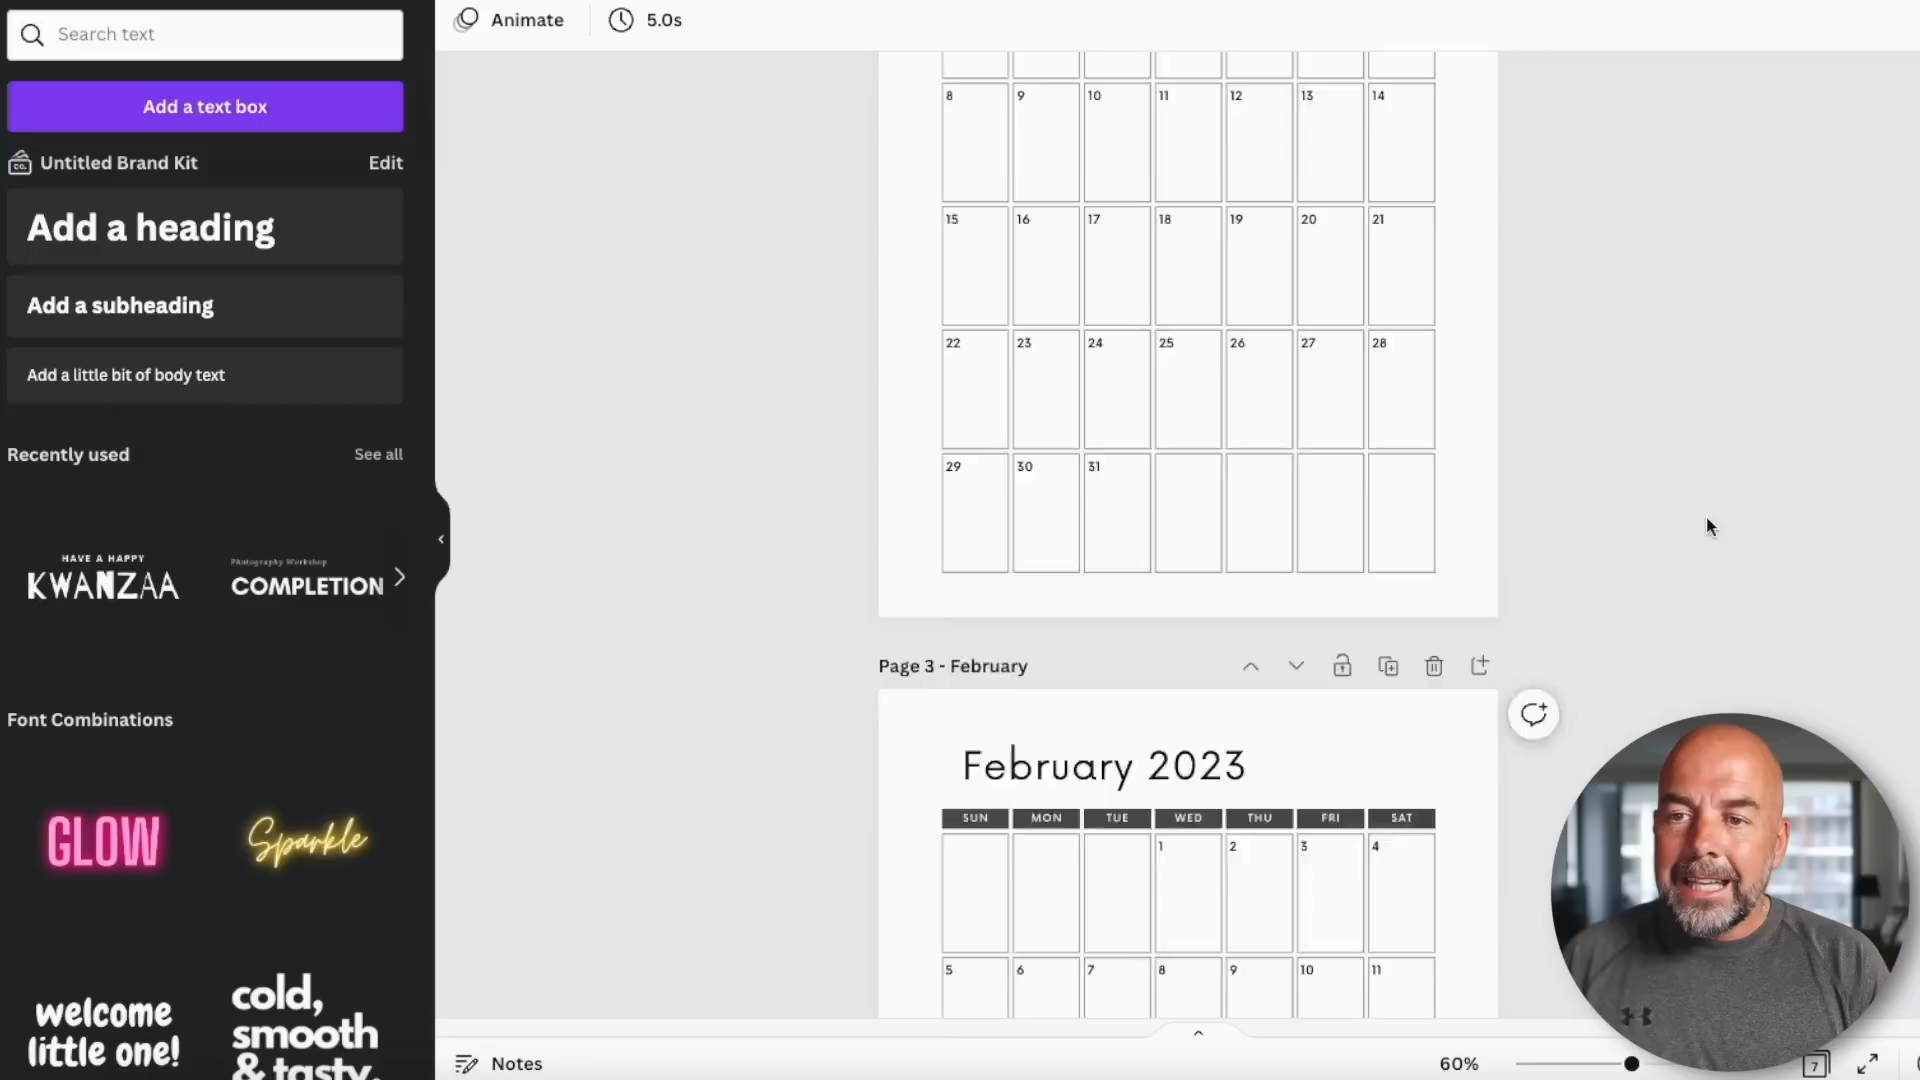 Search text
Add a text box
Untitled Brand Kit Edit
Add a heading
Add a subheading
Add a little bit of body text
Recently used See all
HAVE A HAPPY
KWANZAA
Photography Workshop
COMPLETION
Font Combinations
GLOW
Sparkle
welcome
little one!
cold,
smooth
& tasty.
Animate 5.0s
8 9 10 11 12 13 14
15 16 17 18 19 20 21
22 23 24 25 26 27 28
29 30 31
Page 3 - February
February 2023
SUN MON TUE WED THU FRI SAT
1 2 3 4
5 6 7 8 9 10 11
Notes 60% 7